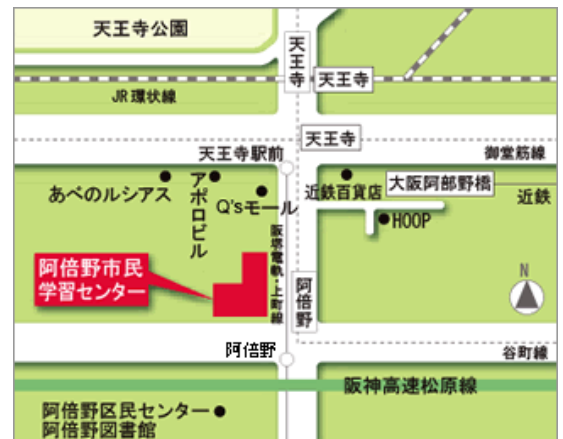 天王寺公園
天王寺
天王寺
JR環状線
天王寺
天王寺駅前
御堂筋線
あべのルシアス
アポロビル
Q'sモール
近鉄百貨店
大阪阿部野橋
近鉄
HOOP
阪堺電軌・上町線
阿倍野市民
学習センター
阿倍野
N
阿倍野
谷町線
阪神高速松原線
阿倍野区民センター
阿倍野図書館